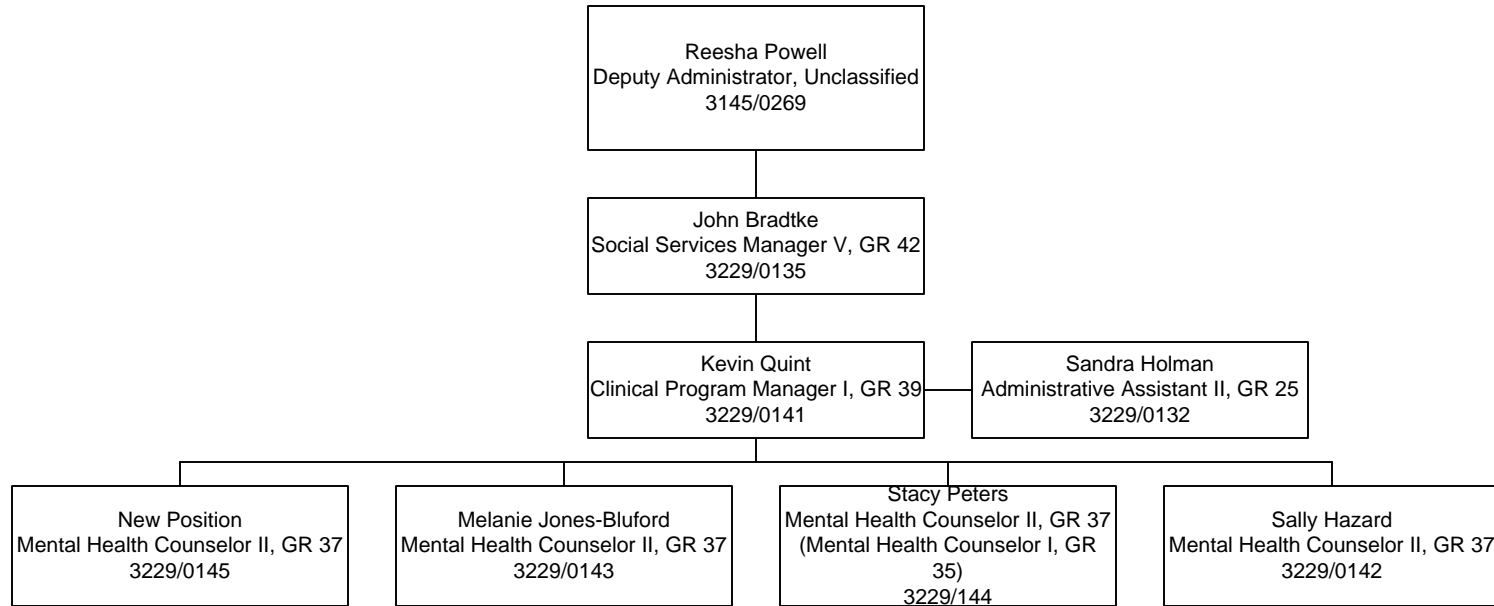 Reesha Powell
Deputy Administrator, Unclassified
3145/0269
John Bradtke
Social Services Manager V, GR 42
3229/0135
Kevin Quint
Clinical Program Manager I, GR 39
3229/0141
Sandra Holman
Administrative Assistant II, GR 25
3229/0132
New Position
Mental Health Counselor II, GR 37
3229/0145
Melanie Jones-Bluford
Mental Health Counselor II, GR 37
3229/0143
Stacy Peters
Mental Health Counselor II, GR 37
(Mental Health Counselor I, GR
35)
3229/144
Sally Hazard
Mental Health Counselor II, GR 37
3229/0142